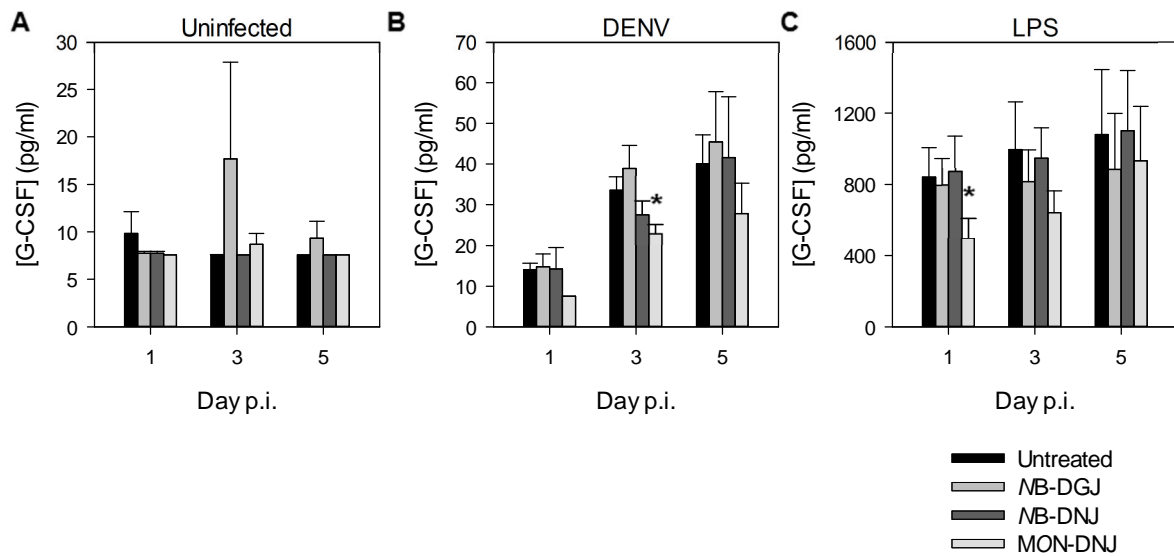 A
Uninfected
30
25
20
15
10
5
0
[G-CSF] (pg/ml)
1 3 5
Day p.i.
B
DENV
70
60
50
40
30
20
10
0
[G-CSF] (pg/ml)
*
1 3 5
Day p.i.
C
LPS
1600
1200
800
400
0
[G-CSF] (pg/ml)
*
1 3 5
Day p.i.
Untreated
NB-DGJ
NB-DNJ
MON-DNJ